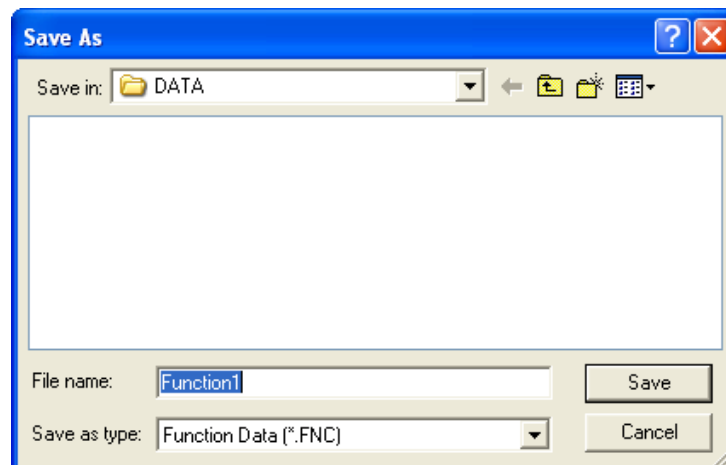 Save As
Save in: DATA
File name: Function1 Save
Save as type: Function Data (*.FNC) Cancel